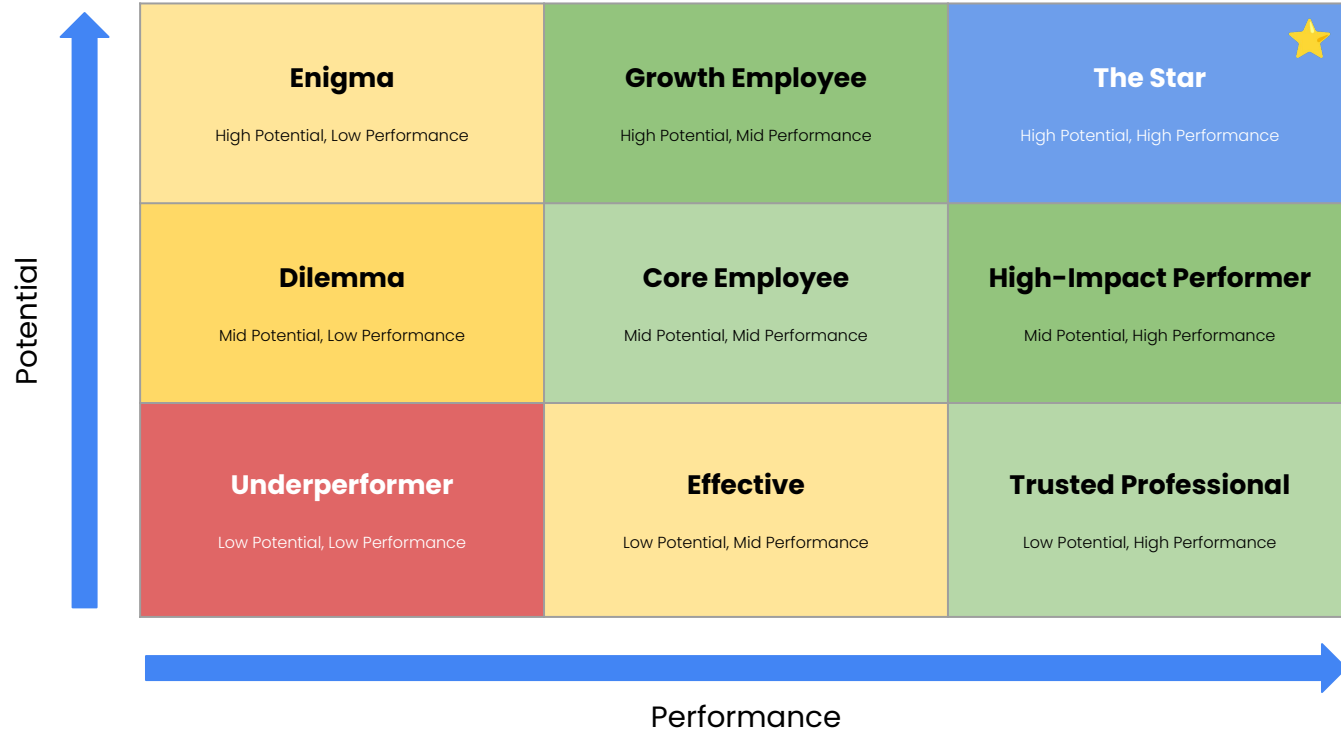 Potential
Enigma
High Potential, Low Performance
Growth Employee
High Potential, Mid Performance
The Star
High Potential, High Performance
Dilemma
Mid Potential, Low Performance
Core Employee
Mid Potential, Mid Performance
High-Impact Performer
Mid Potential, High Performance
Underperformer
Low Potential, Low Performance
Effective
Low Potential, Mid Performance
Trusted Professional
Low Potential, High Performance
Performance